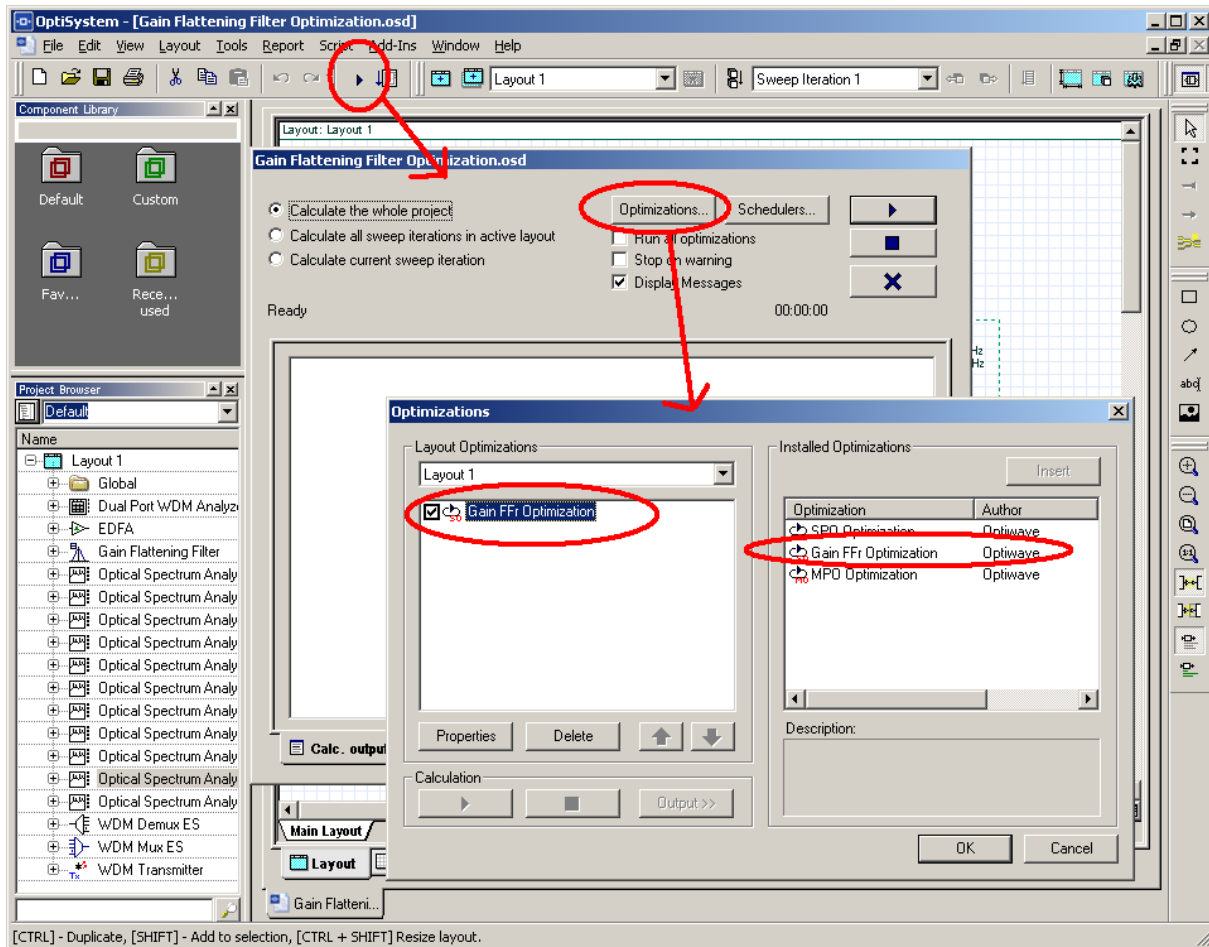 OptiSystem - [Gain Flattening Filter Optimization.osd]
File Edit View Layout Tools Report Script Add-Ins Window Help
Layout 1
Sweep Iteration 1
Component Library
Default
Custom
Fav...
Rece...
used
Layout: Layout 1
Gain Flattening Filter Optimization.osd
Calculate the whole project
Calculate all sweep iterations in active layout
Calculate current sweep iteration
Optimizations...
Schedulers...
Run all optimizations
Stop on warning
Display Messages
Ready
00:00:00
Hz
Hz
abc
Project Browser
Default
Name
Layout 1
Global
Dual Port WDM Analyz
EDFA
Gain Flattening Filter
Optical Spectrum Analy
Optical Spectrum Analy
Optical Spectrum Analy
Optical Spectrum Analy
Optical Spectrum Analy
Optical Spectrum Analy
Optical Spectrum Analy
Optical Spectrum Analy
Optical Spectrum Analy
Optical Spectrum Analy
Optical Spectrum Analy
WDM Demux ES
WDM Mux ES
WDM Transmitter
Optimizations
Layout Optimizations
Layout 1
Gain FFr Optimization
Properties
Delete
Calculation
Output >>
Installed Optimizations
Insert
Optimization Author
SPO Optimization Optiwave
Gain FFr Optimization Optiwave
MPO Optimization Optiwave
Description:
OK
Cancel
Calc. output
Main Layout
Layout
Gain Flatteni...
[CTRL] - Duplicate, [SHIFT] - Add to selection, [CTRL + SHIFT] Resize layout.